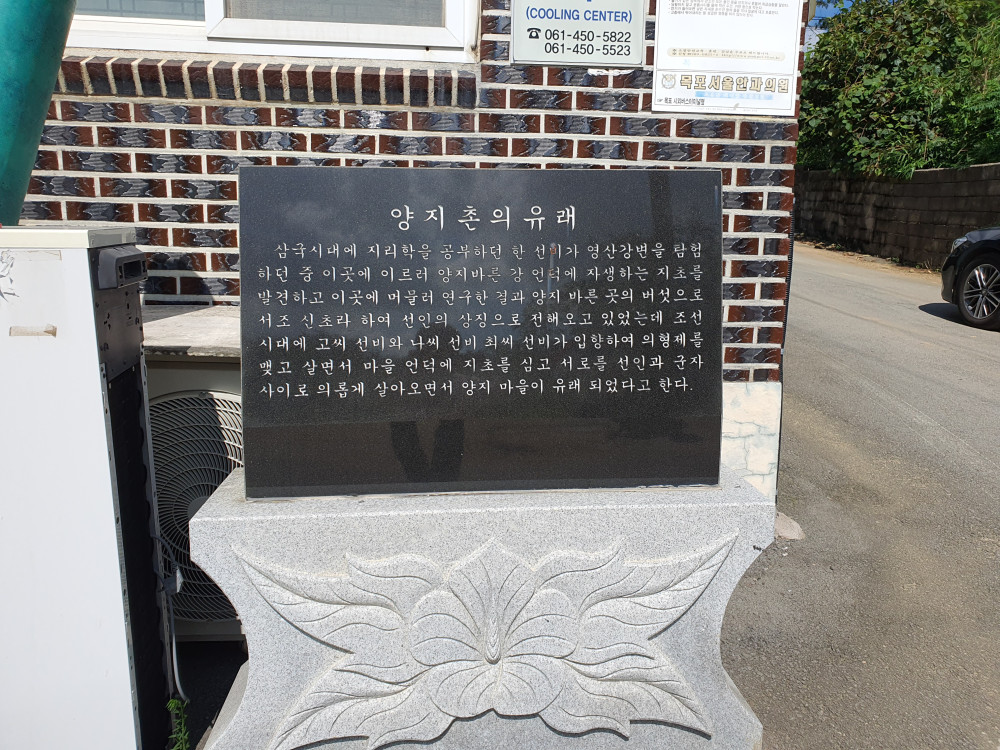 (COOLING CENTER)
☎ 061-450-5822
061-450-5523
목포서울안과의원
양지촌의유래
삼국시대에 지리학을 공부하던 한 선비가 영산강변을 탐험
하던 중 이곳에 이르러 양지바른 강 언덕에 자생하는 지초를
발견하고 이곳에 머물러 연구한 결과 양지 바른 곳의 버섯으로
서조 신초라 하여 선인의 상징으로 전해오고 있었는데 조선
시대에 고씨 선비와 나씨 선비 최씨 선비가 입향하여 의형제를
맺고 살면서 마을 언덕에 지초를 심고 서로를 선인과 군자
사이로 의롭게 살아오면서 양지 마을이 유래 되었다고 한다.